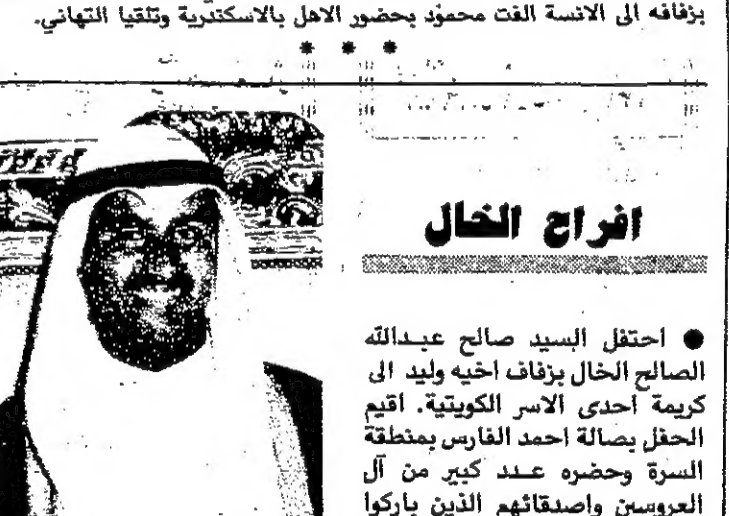 بزفافه الى الانسة الفت محمود بحضور الاهل بالاسكندرية وتلقيا التهاني.
* * *
افراح الخال
● احتفل السيد صالح عبدالله
الصالح الخال بزفاف اخيه وليد الى
كريمة احدى الاسر الكويتية. اقيم
الحفل بصالة احمد الفارس بمنطقة
السرة وحضره عدد كبير من آل
العروسين واصدقائهم الذين باركوا